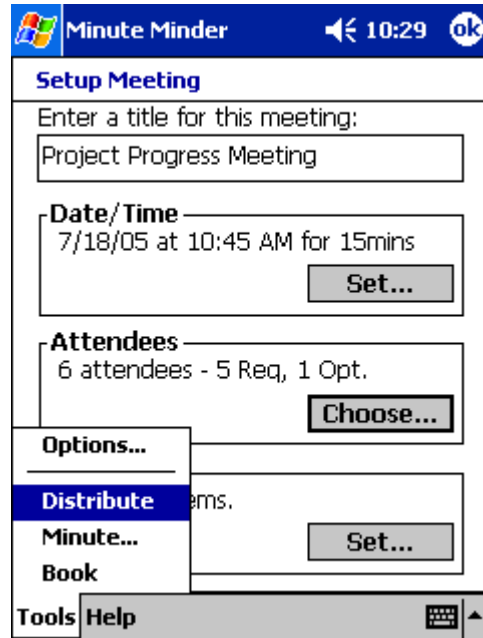 Minute Minder 10:29 ok
Setup Meeting
Enter a title for this meeting:
Project Progress Meeting
Date/Time
7/18/05 at 10:45 AM for 15mins
Set...
Attendees
6 attendees - 5 Req, 1 Opt.
Choose...
Options...
Distribute
ems.
Minute...
Set...
Book
Tools Help